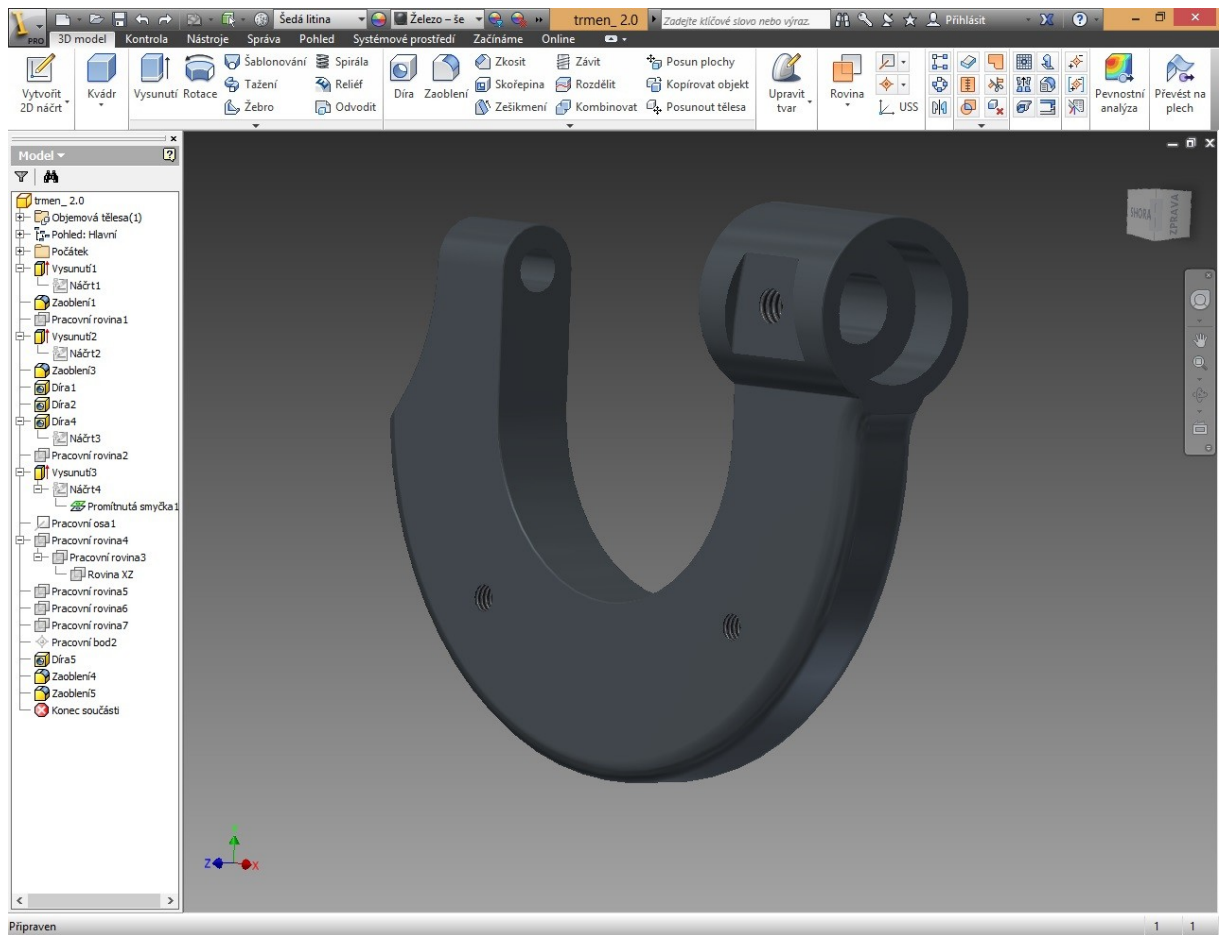 Šedá litina
Železo – še
trmen_ 2.0
Zadejte klíčové slovo nebo výraz.
Přihlásit
PRO
3D model
Kontrola
Nástroje
Správa
Pohled
Systémové prostředí
Začínáme
Online
Vytvořit
2D náčrt
Kvádr
Vysunutí
Rotace
Šablonování
Tažení
Žebro
Spirála
Reliéf
Odvodit
Díra
Zaoblení
Zkosit
Skořepina
Zešikmení
Závit
Rozdělit
Kombinovat
Posun plochy
Kopírovat objekt
Posunout tělesa
Upravit
tvar
Rovina
USS
Pevnostní
analýza
Převést na
plech
Model
trmen_ 2.0
Objemová tělesa(1)
Pohled: Hlavní
Počátek
Vysunutí1
Náčrt1
Zaoblení1
Pracovní rovina1
Vysunutí2
Náčrt2
Zaoblení3
Díra1
Díra2
Díra4
Náčrt3
Pracovní rovina2
Vysunutí3
Náčrt4
Promítnutá smyčka1
Pracovní osa1
Pracovní rovina4
Pracovní rovina3
Rovina XZ
Pracovní rovina5
Pracovní rovina6
Pracovní rovina7
Pracovní bod2
Díra5
Zaoblení4
Zaoblení5
Konec součásti
SHORA
ZPRAVA
Z
X
Připraven
1
1